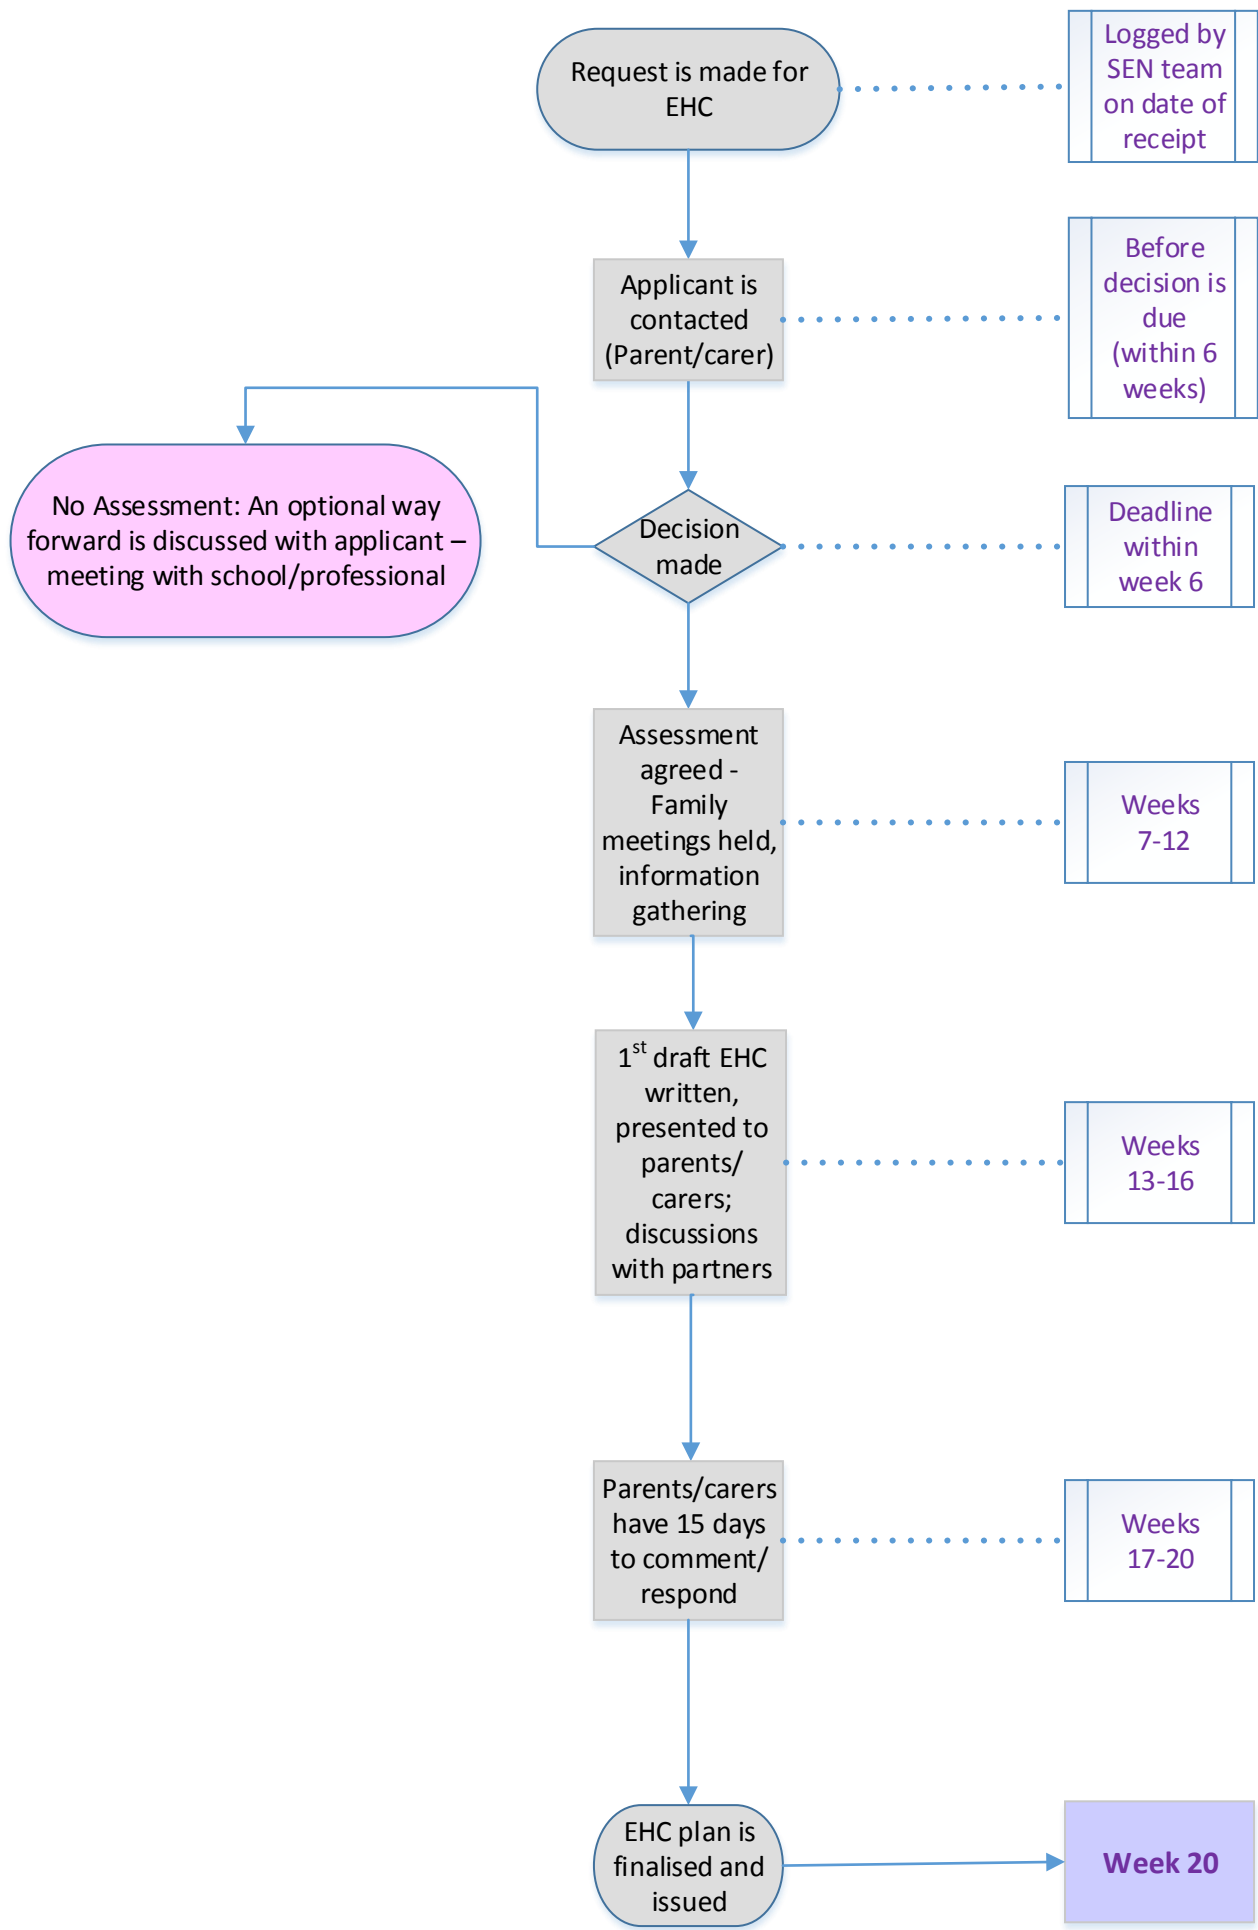 Request is made for
EHC
Logged by
SEN team
on date of
receipt
Applicant is
contacted
(Parent/carer)
Before
decision is
due
(within 6
weeks)
No Assessment: An optional way
forward is discussed with applicant –
meeting with school/professional
Decision
made
Deadline
within
week 6
Assessment
agreed -
Family
meetings held,
information
gathering
Weeks
7-12
1st draft EHC
written,
presented to
parents/
carers;
discussions
with partners
Weeks
13-16
Parents/carers
have 15 days
to comment/
respond
Weeks
17-20
EHC plan is
finalised and
issued
Week 20